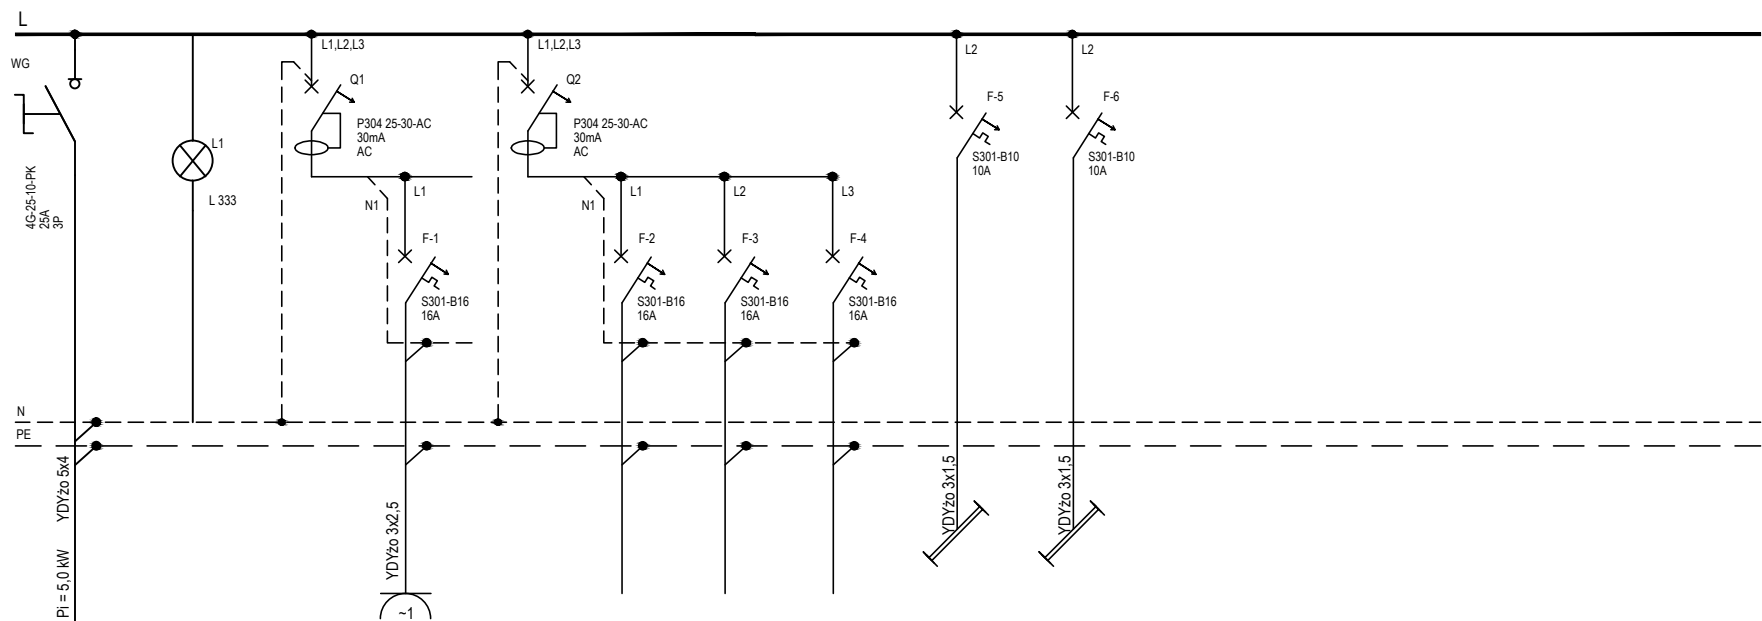 L
WG
4G-25-10-PK
25A
3P
L1
L 333
L1,L2,L3
Q1
P304 25-30-AC
30mA
AC
L1
N1
F-1
S301-B16
16A
L1,L2,L3
Q2
P304 25-30-AC
30mA
AC
L1
L2
L3
N1
F-2
S301-B16
16A
F-3
S301-B16
16A
F-4
S301-B16
16A
L2
F-5
S301-B10
10A
L2
F-6
S301-B10
10A
N
PE
YDYżo 5x4
Pi = 5,0 kW
YDYżo 3x2,5
~1
YDYżo 3x1,5
YDYżo 3x1,5